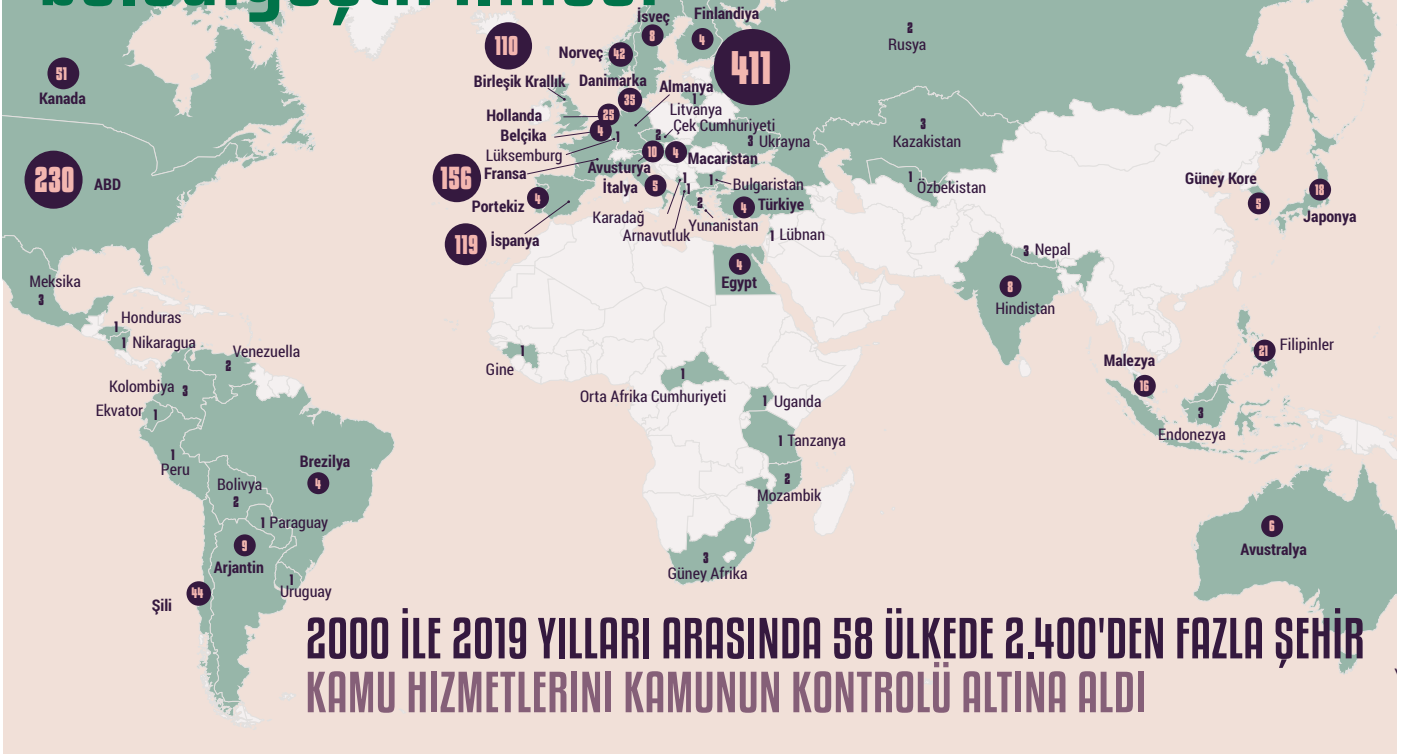 İsveç
8
Finlandiya
4
2
Rusya
110
Norveç 42
411
51
Kanada
Birleşik Krallık
Danimarka
35
Almanya
1
Litvanya
Hollanda 25
Belçika 4
1
2
Çek Cumhuriyeti
3 Ukrayna
3
Kazakistan
Lüksemburg
230 ABD
156 Fransa
Avusturya
10
4
Macaristan
İtalya 5
1
1
1
Bulgaristan
1
Özbekistan
Güney Kore
5
18
Japonya
Portekiz 4
Karadağ
Arnavutluk
2
Yunanistan
4
Türkiye
119 İspanya
1 Lübnan
3 Nepal
4
Egypt
Meksika
3
8
Hindistan
1
Honduras
1 Nikaragua
Venezuella
2
1
Gine
21 Filipinler
Malezya
16
Kolombiya 3
Ekvator 1
1
Orta Afrika Cumhuriyeti
1 Uganda
3
Endonezya
1
Peru
1 Tanzanya
Brezilya
4
Bolivya
2
2
Mozambik
1 Paraguay
9
Arjantin
6
Avustralya
3
Güney Afrika
1
Uruguay
44
Şili
2000 İLE 2019 YILLARI ARASINDA 58 ÜLKEDE 2.400'DEN FAZLA ŞEHİR
KAMU HIZMETLERINI KAMUNUN KONTROLÜ ALTINA ALDI